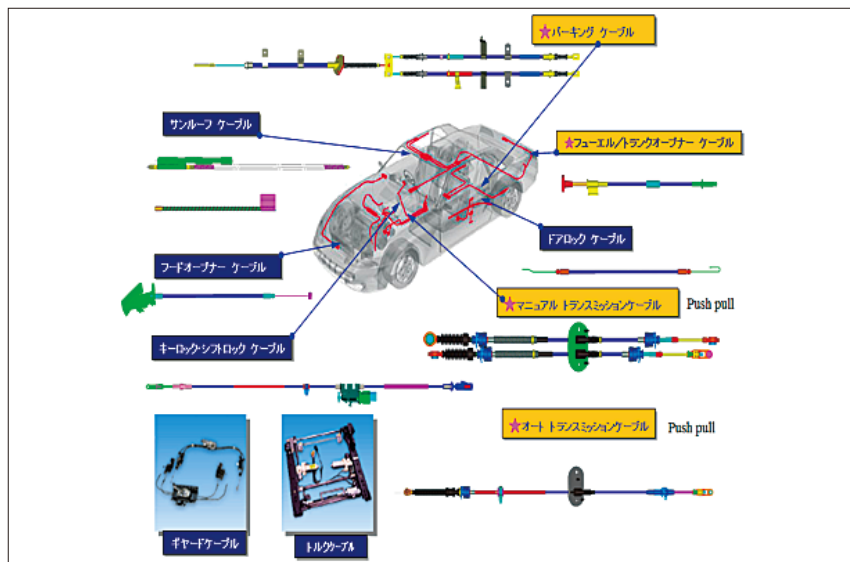 ★パーキング ケーブル
サンルーフ ケーブル
★フューエル/トランクオープナー ケーブル
ドアロック ケーブル
フードオープナー ケーブル
★マニュアル トランスミッションケーブル Push pull
キーロック・シフトロック ケーブル
★オート トランスミッションケーブル Push pull
ギヤードケーブル
トルクケーブル